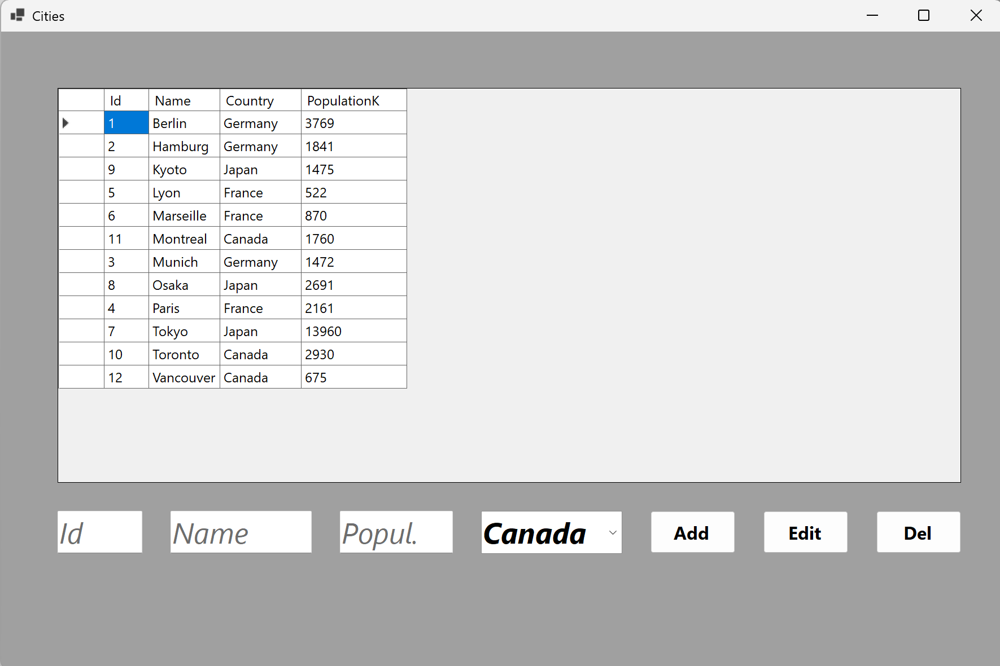 Cities
Id Name Country PopulationK
1 Berlin Germany 3769
2 Hamburg Germany 1841
9 Kyoto Japan 1475
5 Lyon France 522
6 Marseille France 870
11 Montreal Canada 1760
3 Munich Germany 1472
8 Osaka Japan 2691
4 Paris France 2161
7 Tokyo Japan 13960
10 Toronto Canada 2930
12 Vancouver Canada 675
Id Name Popul. Canada Add Edit Del